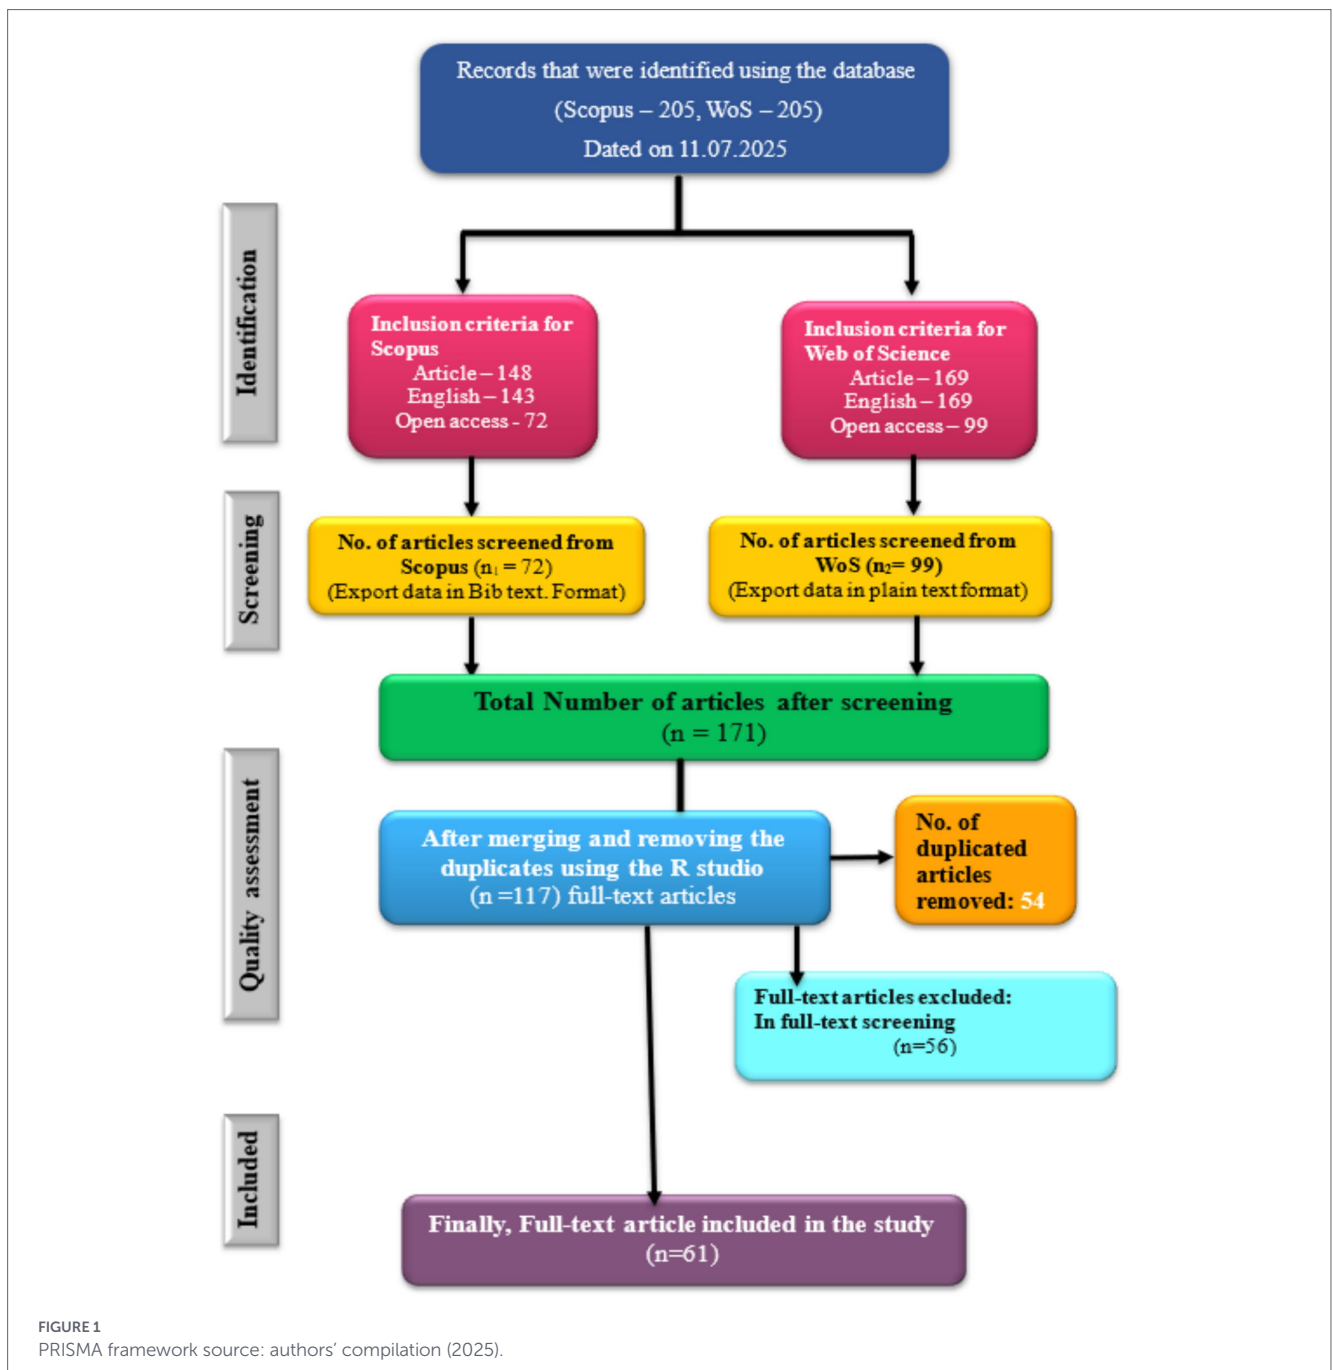 Records that were identified using the database
(Scopus – 205, WoS – 205)
Dated on 11.07.2025
Identification
Inclusion criteria for
Scopus
Article – 148
English – 143
Open access - 72
Inclusion criteria for
Web of Science
Article – 169
English – 169
Open access – 99
Screening
No. of articles screened from
Scopus (n₁ = 72)
(Export data in Bib text. Format)
No. of articles screened from
WoS (n₂= 99)
(Export data in plain text format)
Total Number of articles after screening
(n = 171)
Quality assessment
After merging and removing the
duplicates using the R studio
(n =117) full-text articles
No. of
duplicated
articles
removed: 54
Full-text articles excluded:
In full-text screening
(n=56)
Included
Finally, Full-text article included in the study
(n=61)
FIGURE 1
PRISMA framework source: authors’ compilation (2025).